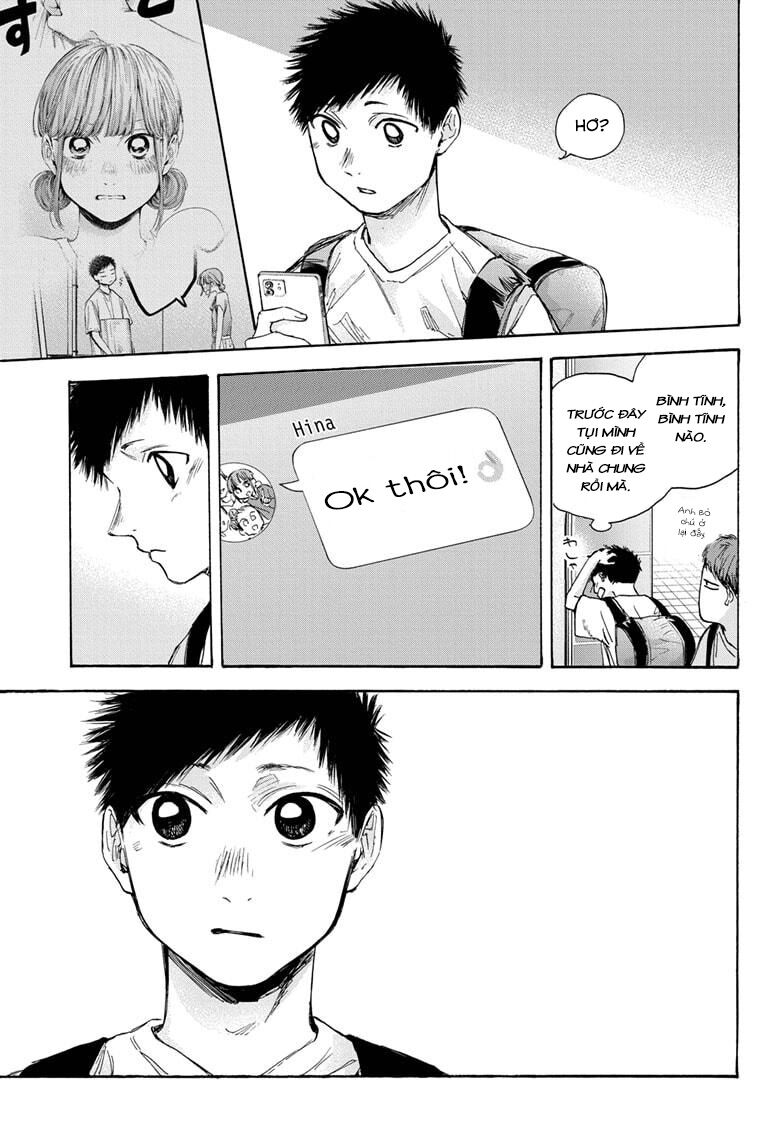 HƠ?
BÌNH TĨNH,
BÌNH TĨNH
NÀO.
TRƯỚC ĐÂY
TỤI MÌNH
CŨNG ĐI VỀ
NHÀ CHUNG
RỒI MÀ.
Anh Bỏ
chú ở
lại đấy
Hina
Ok thôi!👌
す